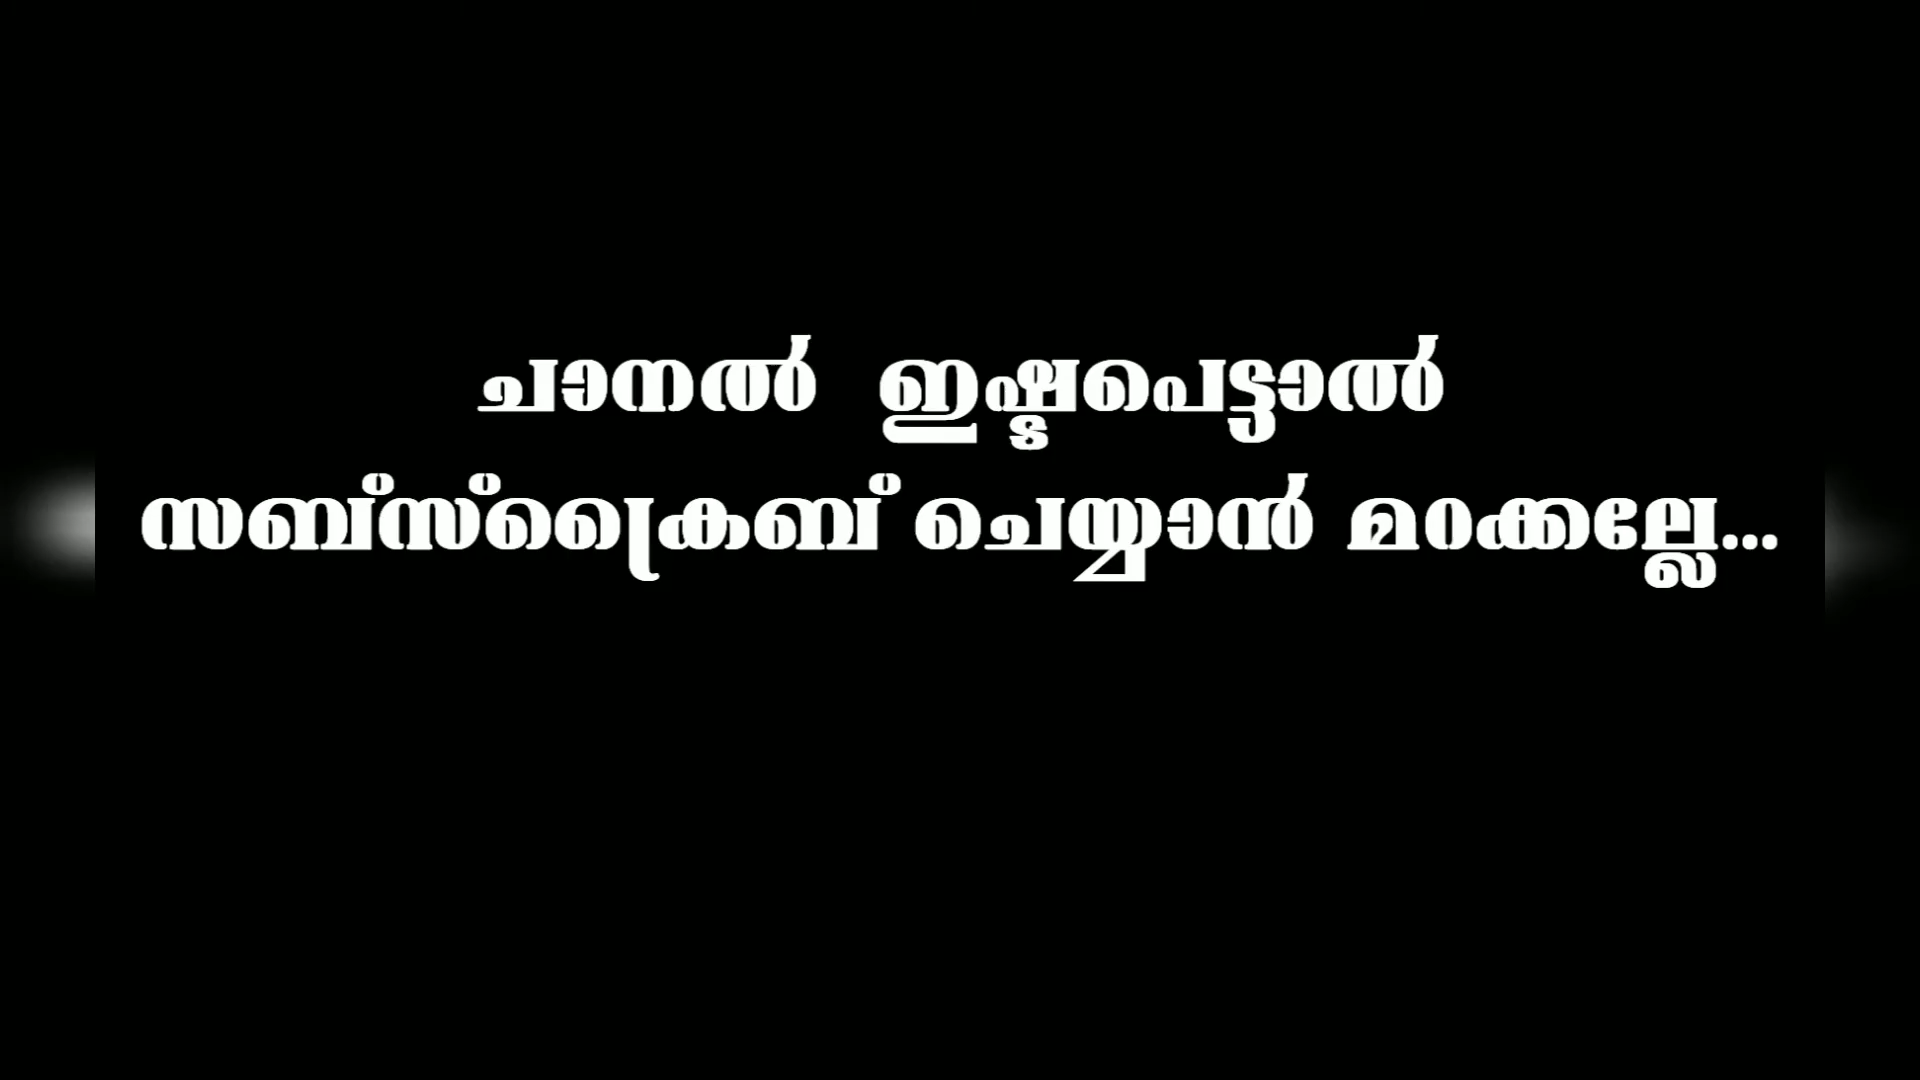 ചാനൽ ഇഷ്ടപെട്ടാൽ
സബ്സ്ക്രൈബ് ചെയ്യാൻ മറക്കല്ലേ...